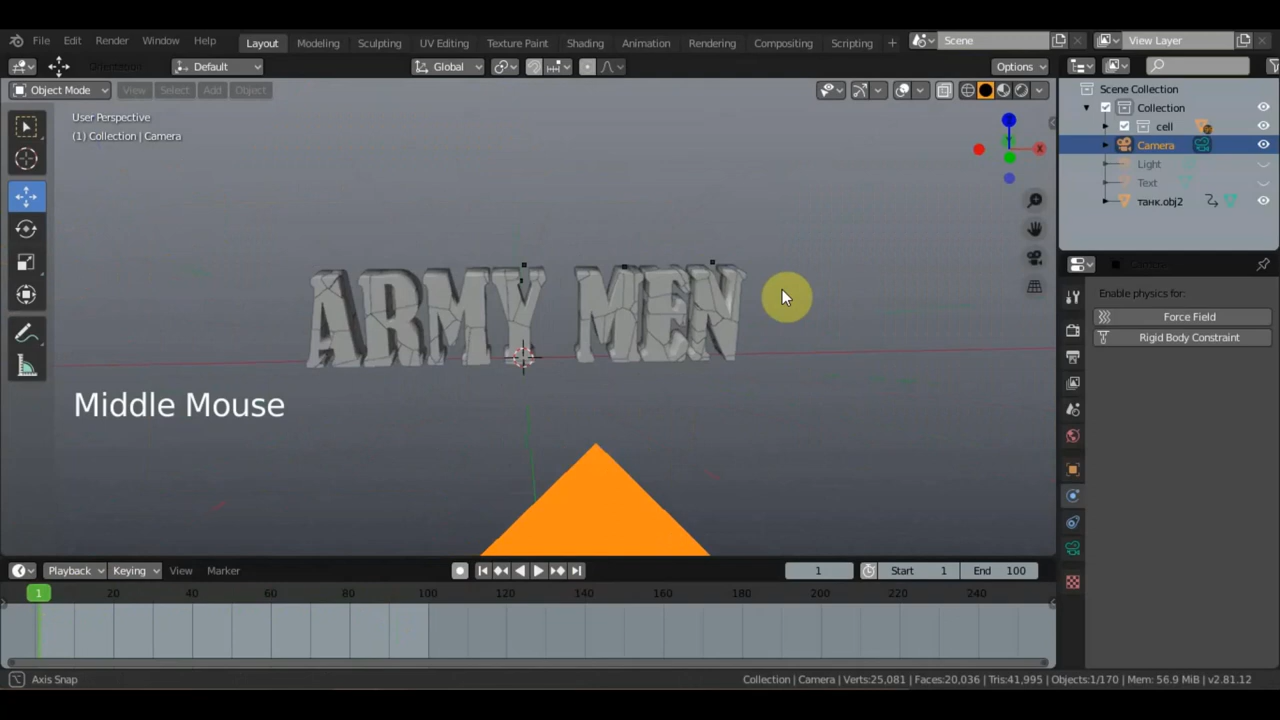 File Edit Render Window Help Layout Modeling Sculpting UV Editing Texture Paint Shading Animation Rendering Compositing Scripting + Scene View Layer
Orientation: Default Global Options
Object Mode View Select Add Object
Scene Collection
User Perspective
Collection
(1) Collection | Camera
cell
Camera
Light
Text
танк.obj2
X
Camera
Enable physics for:
Force Field
Rigid Body Constraint
ARMY MEN
Middle Mouse
Playback Keying View Marker 1 Start 1 End 100
1 20 40 60 80 100 120 140 160 180 200 220 240
Axis Snap Collection | Camera | Verts:25,081 | Faces:20,036 | Tris:41,995 | Objects:1/170 | Mem: 56.9 MiB | v2.81.12